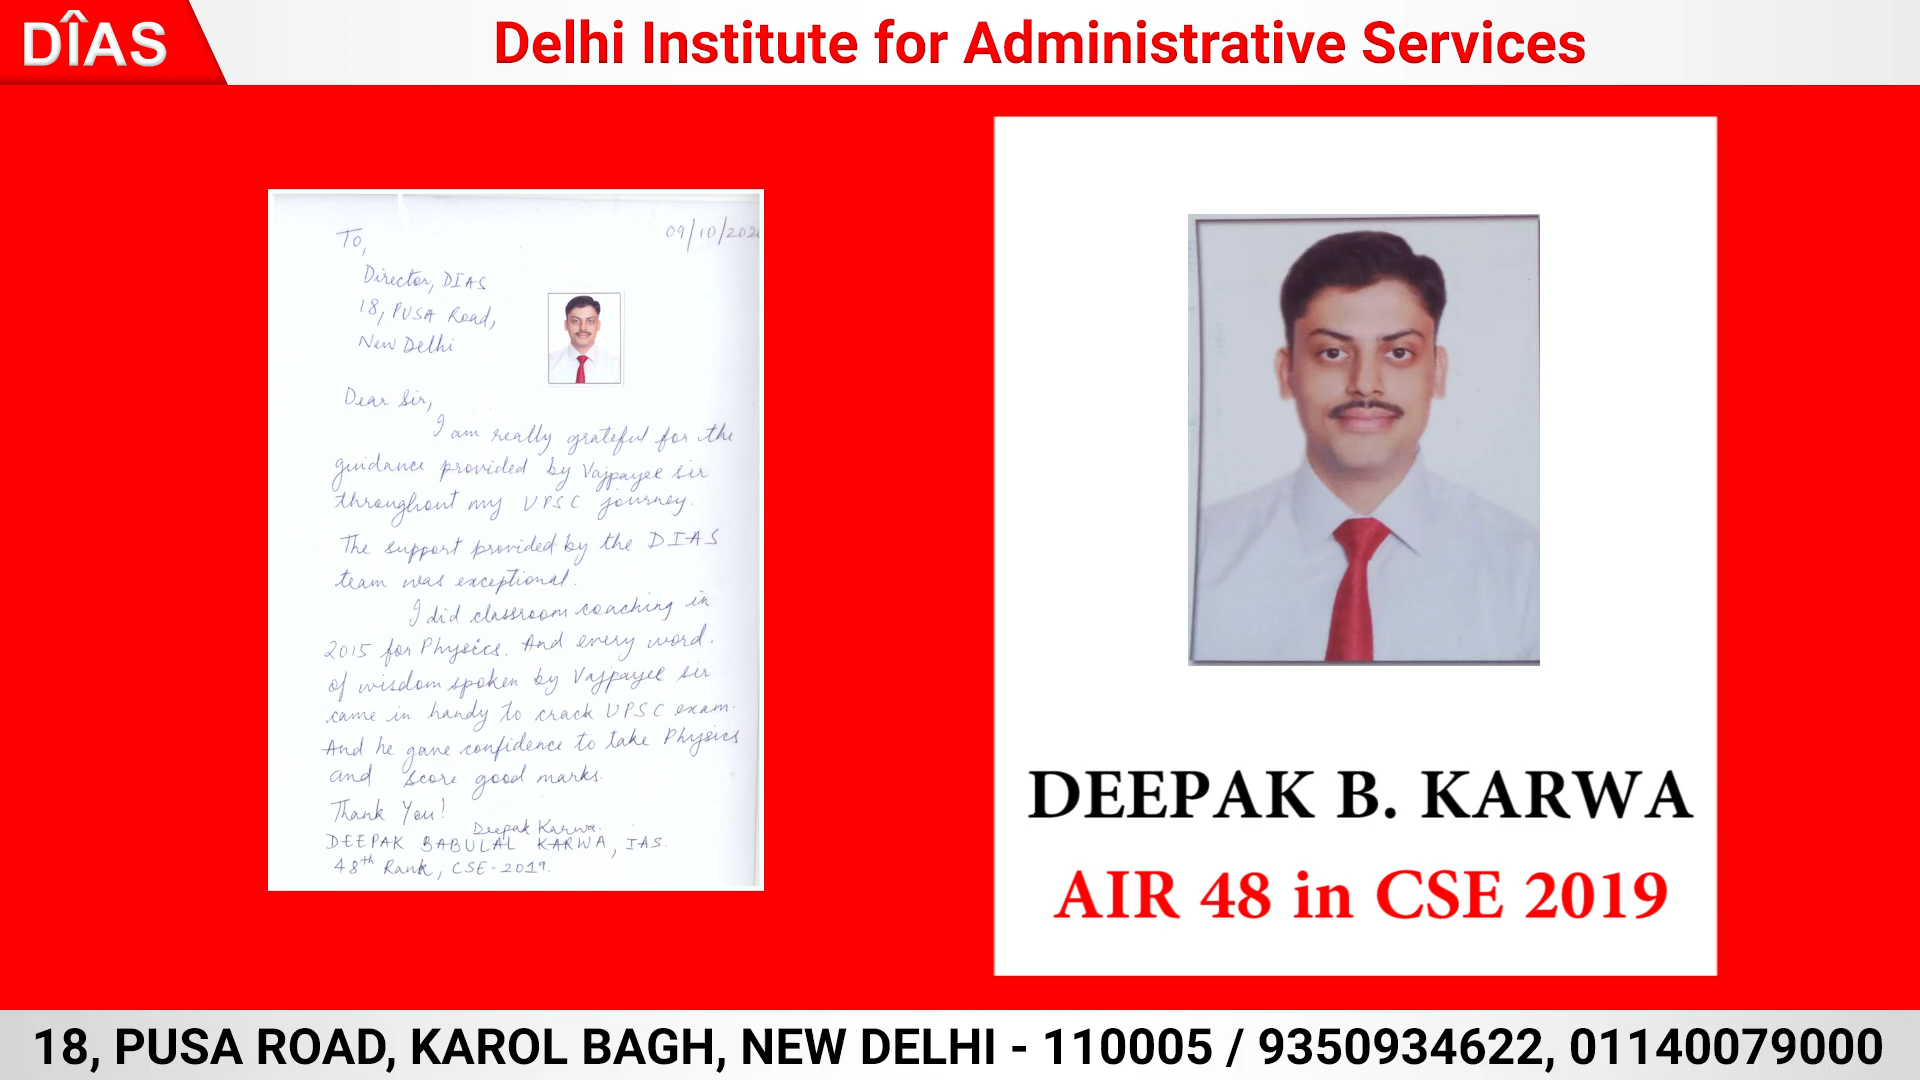 DÎAS
Delhi Institute for Administrative Services
To,
09/10/202
Director, DIAS
18, PUSA Road,
New Delhi
Dear Sir,
I am really grateful for the
guidance provided by Vajpayee sir
throughout my UPSC journey.
The support provided by the DIAS
team was exceptional.
I did classroom coaching in
2015 for Physics. And every word
of wisdom spoken by Vajpayee sir
came in handy to crack UPSC exam.
And he gave confidence to take Physics
and score good marks.
Thank You!
Deepak Karwa.
DEEPAK BABULAL KARWA, IAS.
48th Rank, CSE-2019.
DEEPAK B. KARWA
AIR 48 in CSE 2019
18, PUSA ROAD, KAROL BAGH, NEW DELHI - 110005 / 9350934622, 01140079000